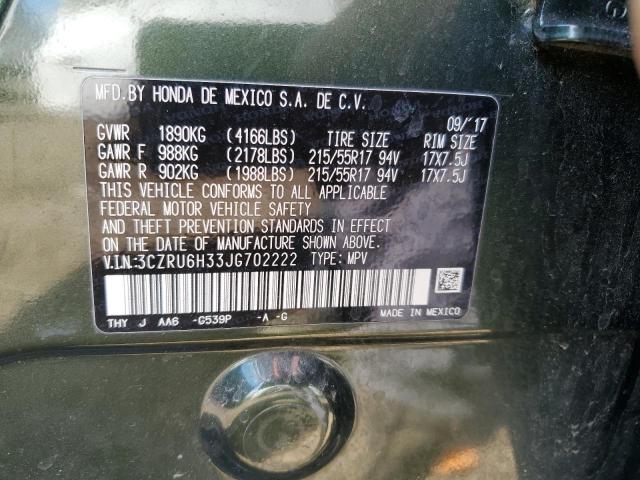 MFD. BY HONDA DE MEXICO S.A. DE C.V.
09/'17
GVWR 1890KG (4166LBS) TIRE SIZE RIM SIZE
GAWR F 988KG (2178LBS) 215/55R17 94V 17X7.5J
GAWR R 902KG (1988LBS) 215/55R17 94V 17X7.5J
THIS VEHICLE CONFORMS TO ALL APPLICABLE
FEDERAL MOTOR VEHICLE SAFETY
AND THEFT PREVENTION STANDARDS IN EFFECT
ON THE DATE OF MANUFACTURE SHOWN ABOVE.
V.I.N.:3CZRU6H33JG702222 TYPE: MPV
THY J AA6 -G539P -A -G MADE IN MEXICO